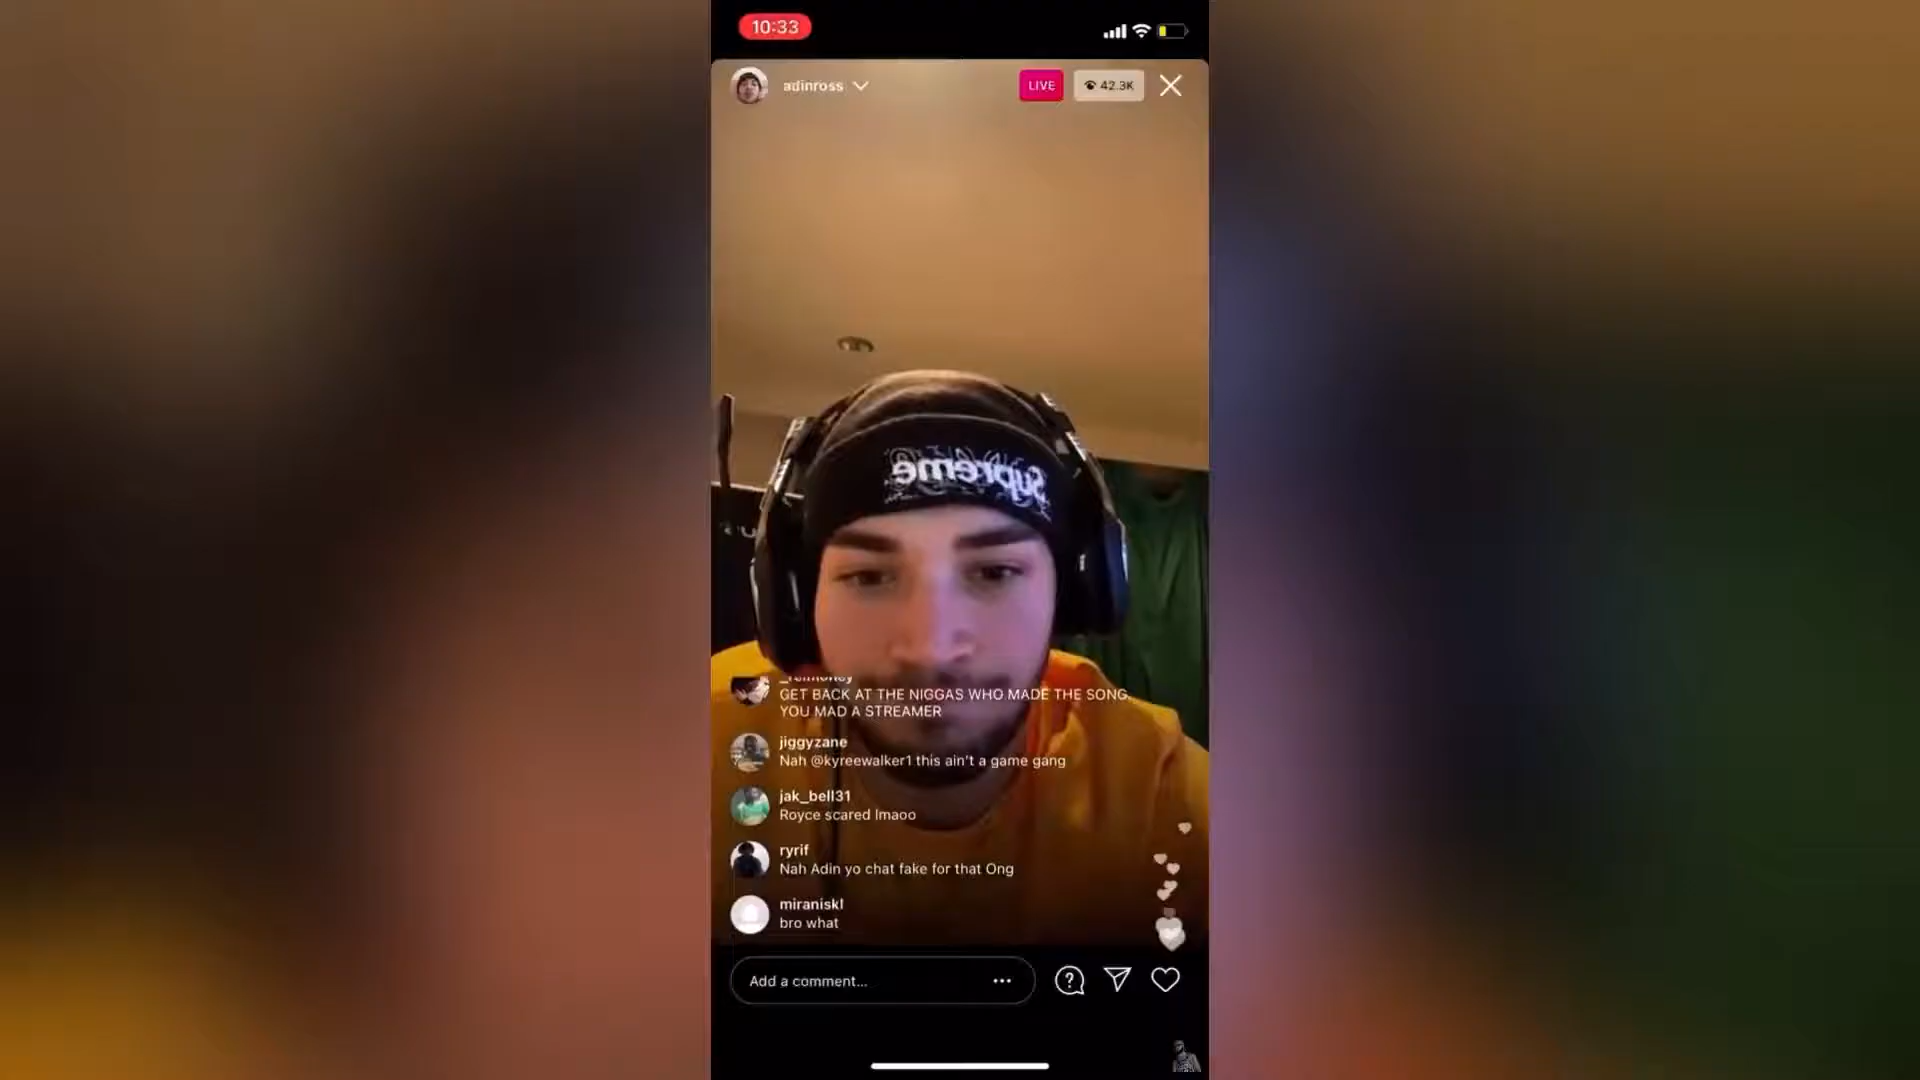 10:33
adinross
LIVE
42.3K
Supreme
GET BACK AT THE NIGGAS WHO MADE THE SONG.
YOU MAD A STREAMER
jiggyzane
Nah @kyreewalker1 this ain't a game gang
jak_bell31
Royce scared lmaoo
ryrif
Nah Adin yo chat fake for that Ong
miraniskl
bro what
Add a comment...